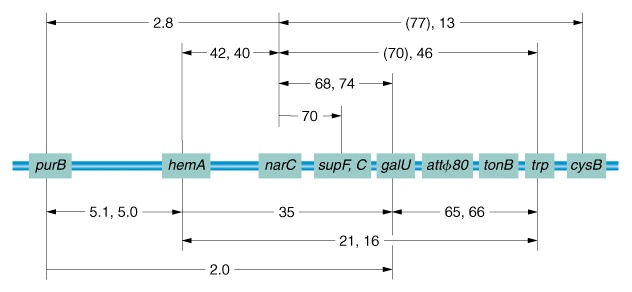 2.8 (77), 13
42, 40 (70), 46
68, 74
70
purB hemA narC supF, C galU attϕ80 tonB trp cysB
5.1, 5.0 35 65, 66
21, 16
2.0